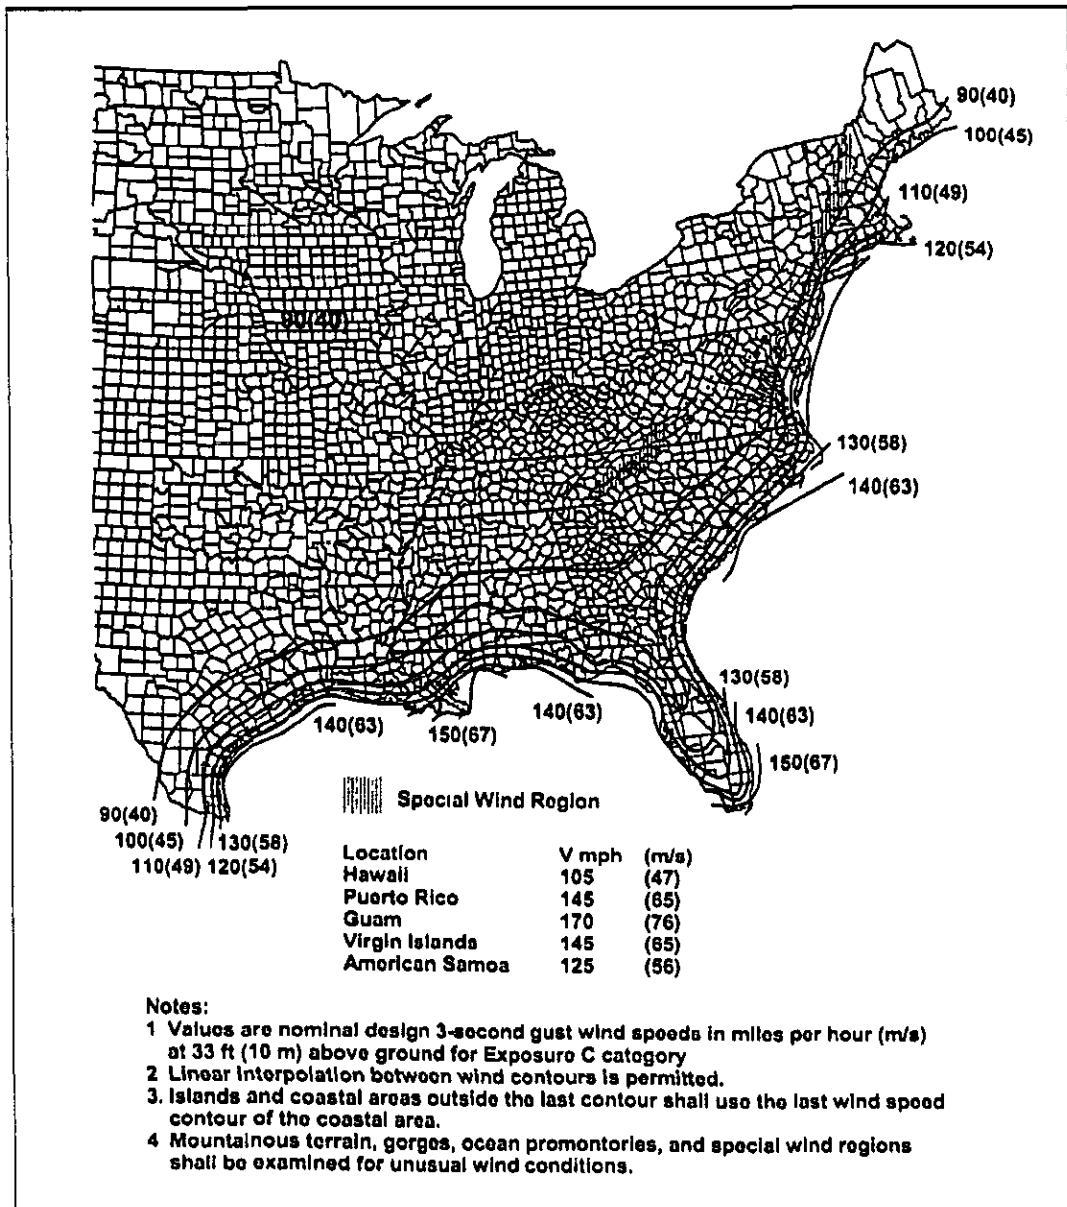 90(40)
100(45)
110(49)
120(54)
90(40)
130(58)
140(63)
130(58)
140(63)
140(63)
140(63)
150(67)
150(67)
Special Wind Region
90(40)
100(45)
130(58)
110(49) 120(54)
Location V mph (m/s)
Hawaii 105 (47)
Puerto Rico 145 (65)
Guam 170 (76)
Virgin Islands 145 (65)
American Samoa 125 (56)
Notes:
1 Values are nominal design 3-second gust wind speeds in miles per hour (m/s)
at 33 ft (10 m) above ground for Exposure C category
2 Linear interpolation between wind contours is permitted.
3. Islands and coastal areas outside the last contour shall use the last wind speed
contour of the coastal area.
4 Mountainous terrain, gorges, ocean promontories, and special wind regions
shall be examined for unusual wind conditions.